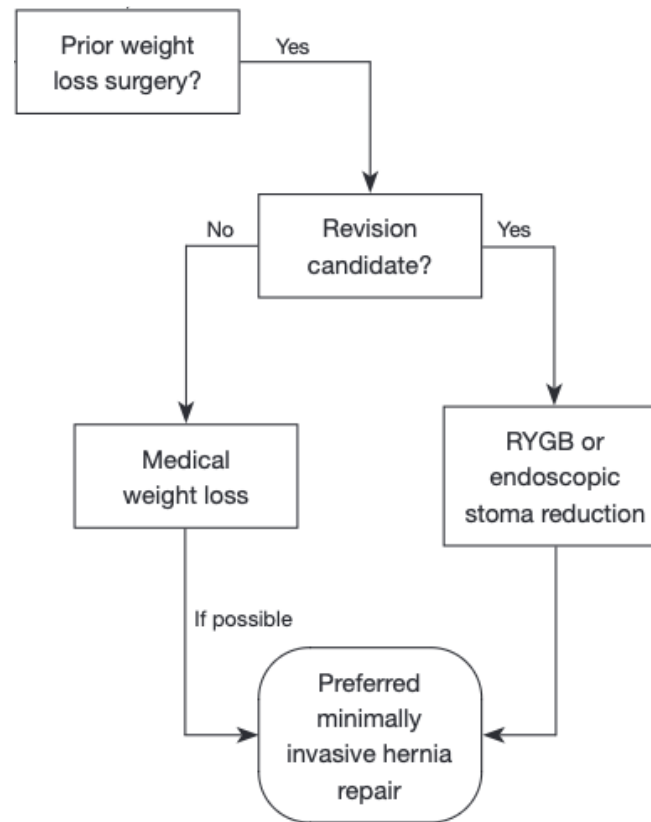 Prior weight
loss surgery?
Yes
Revision
candidate?
No
Yes
Medical
weight loss
RYGB or
endoscopic
stoma reduction
If possible
Preferred
minimally
invasive hernia
repair